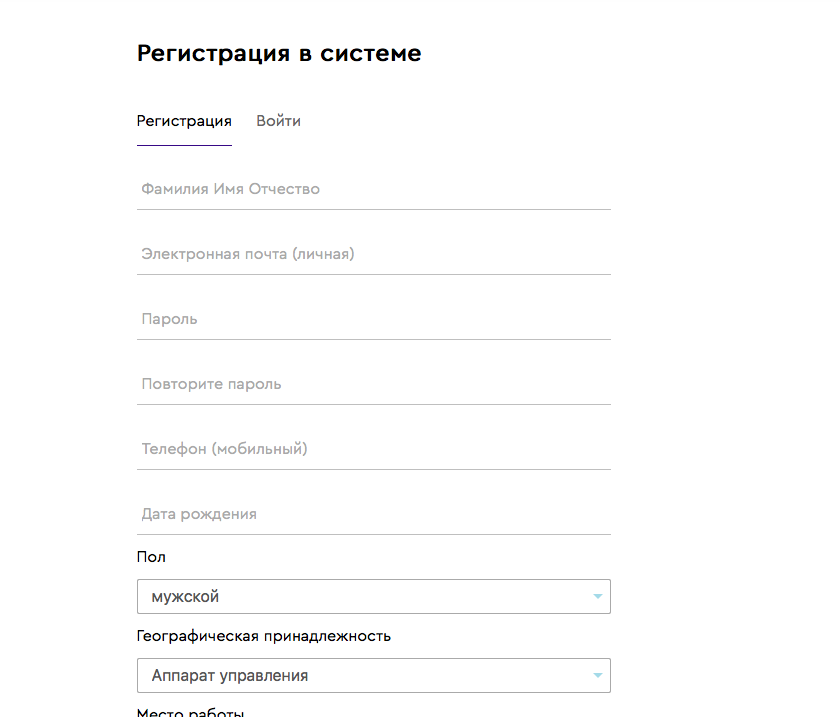 Регистрация в системе
Регистрация Войти
Фамилия Имя Отчество
Электронная почта (личная)
Пароль
Повторите пароль
Телефон (мобильный)
Дата рождения
Пол
мужской
Географическая принадлежность
Аппарат управления
Место работы